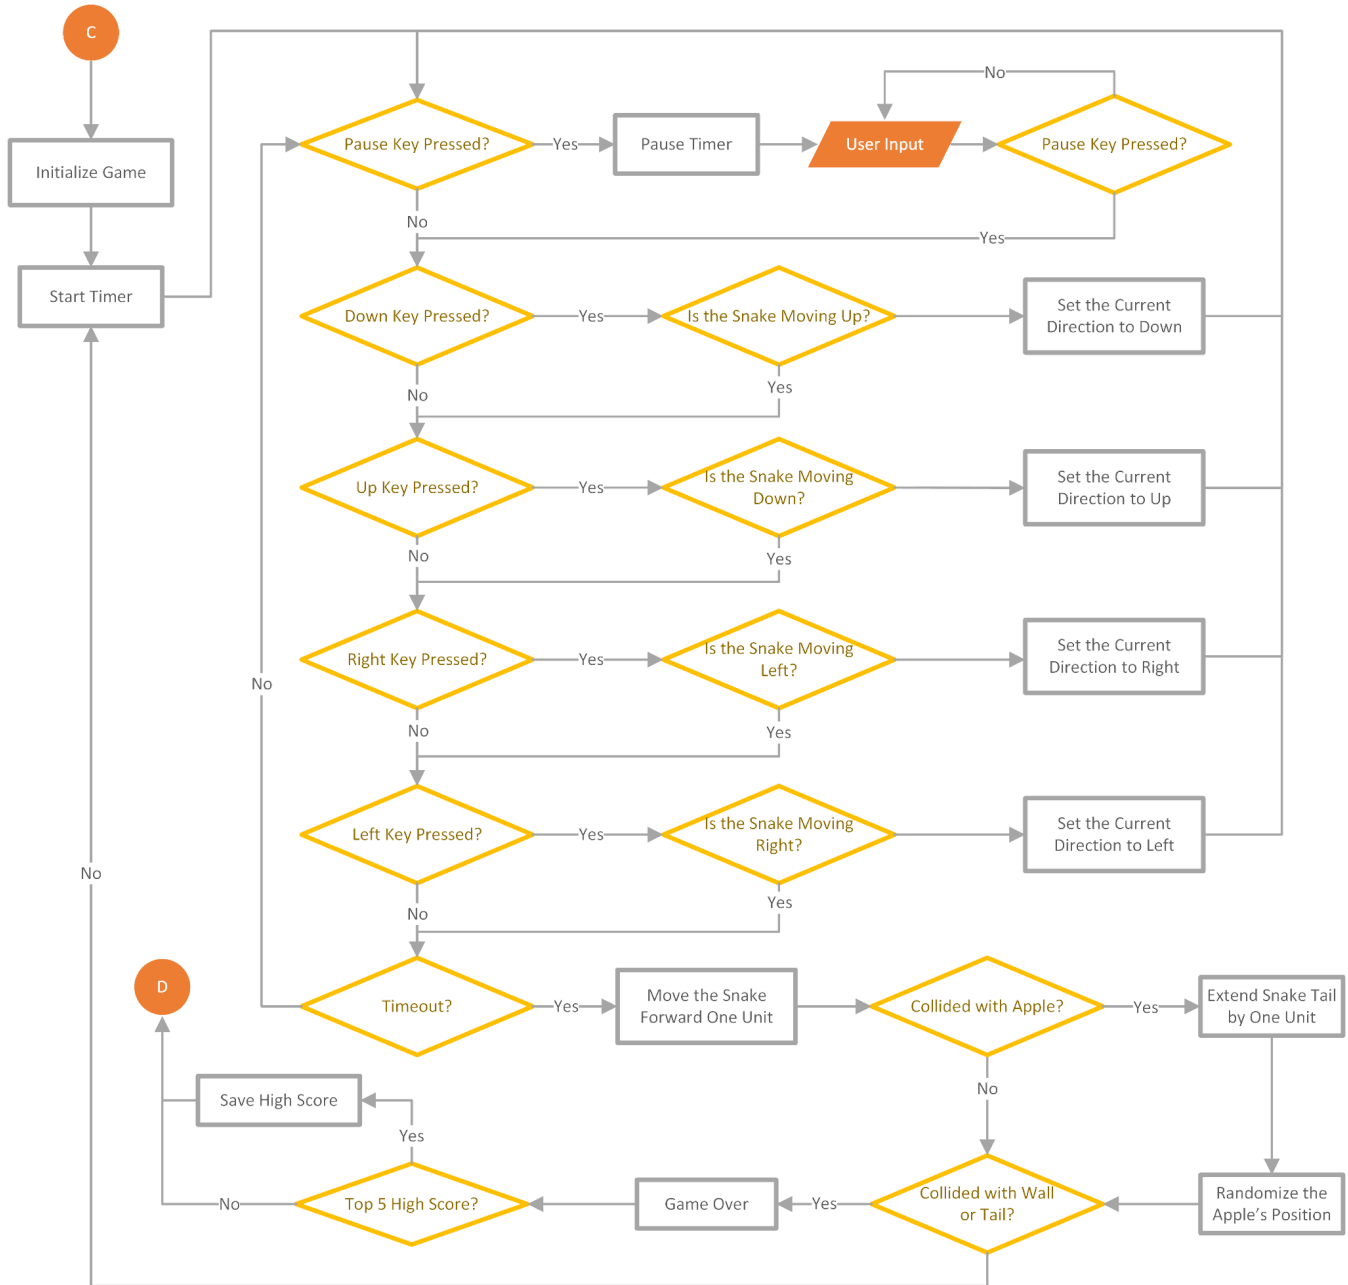 C
No
Pause Key Pressed?
Yes
Pause Timer
User Input
Pause Key Pressed?
Initialize Game
No
Yes
Start Timer
Down Key Pressed?
Yes
Is the Snake Moving Up?
Set the Current
Direction to Down
No
Yes
Up Key Pressed?
Yes
Is the Snake Moving
Down?
Set the Current
Direction to Up
No
Yes
Right Key Pressed?
Yes
Is the Snake Moving
Left?
Set the Current
Direction to Right
No
No
Yes
Left Key Pressed?
Yes
Is the Snake Moving
Right?
Set the Current
Direction to Left
No
No
Yes
D
Timeout?
Yes
Move the Snake
Forward One Unit
Collided with Apple?
Yes
Extend Snake Tail
by One Unit
No
Save High Score
Yes
No
Top 5 High Score?
Game Over
Yes
Collided with Wall
or Tail?
Randomize the
Apple's Position